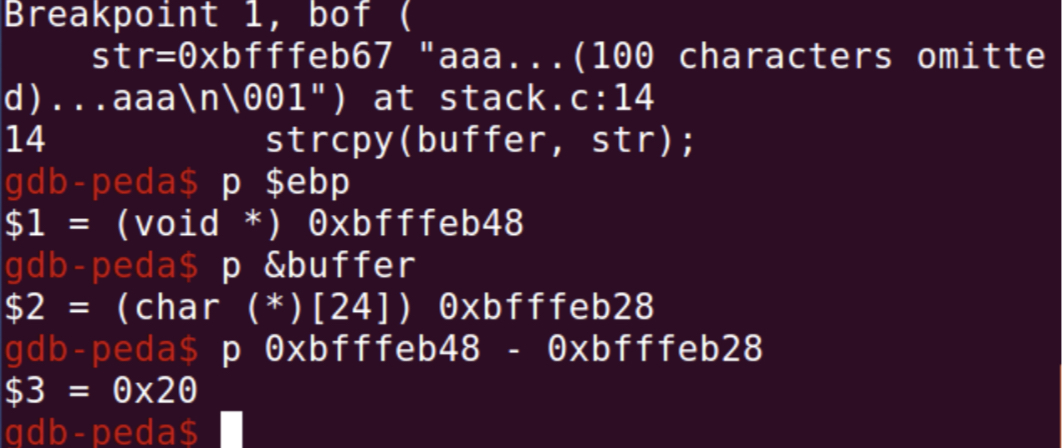 Breakpoint 1, bof (
    str=0xbfffeb67 "aaa...(100 characters omitte
d)...aaa\n\001") at stack.c:14
14          strcpy(buffer, str);
gdb-peda$ p $ebp
$1 = (void *) 0xbfffeb48
gdb-peda$ p &buffer
$2 = (char (*)[24]) 0xbfffeb28
gdb-peda$ p 0xbfffeb48 - 0xbfffeb28
$3 = 0x20
gdb-peda$